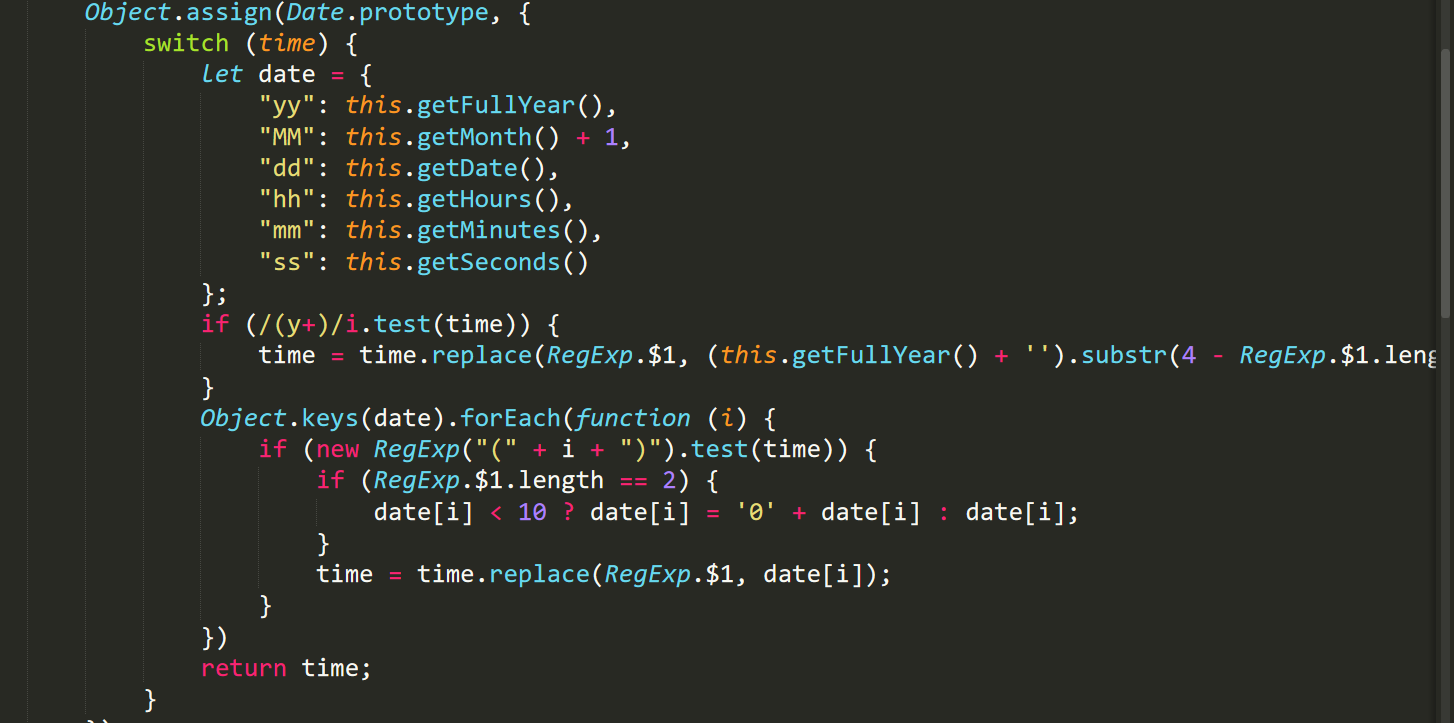 Object.assign(Date.prototype, {
switch (time) {
let date = {
"yy": this.getFullYear(),
"MM": this.getMonth() + 1,
"dd": this.getDate(),
"hh": this.getHours(),
"mm": this.getMinutes(),
"ss": this.getSeconds()
};
if (/(y+)/i.test(time)) {
time = time.replace(RegExp.$1, (this.getFullYear() + '').substr(4 - RegExp.$1.leng
}
Object.keys(date).forEach(function (i) {
if (new RegExp("(" + i + ")").test(time)) {
if (RegExp.$1.length == 2) {
date[i] < 10 ? date[i] = '0' + date[i] : date[i];
}
time = time.replace(RegExp.$1, date[i]);
}
})
return time;
}